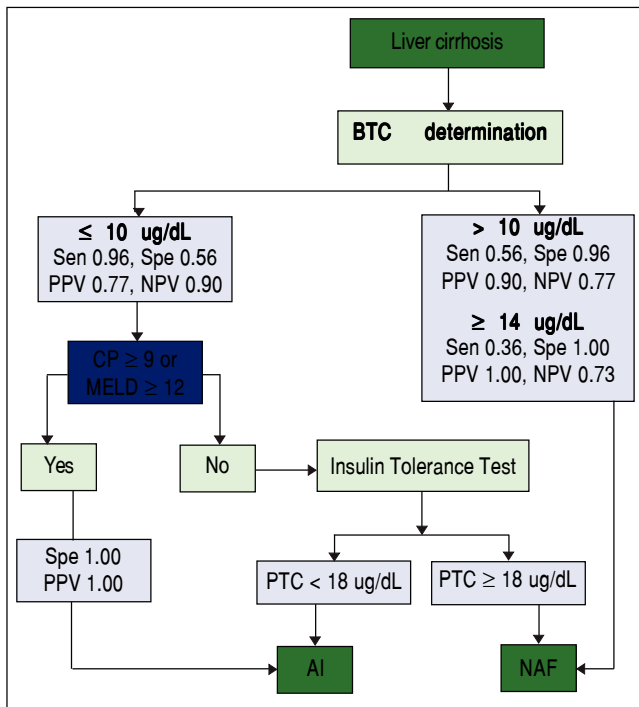 Liver cirrhosis
BTC determination
≤ 10 ug/dL
Sen 0.96, Spe 0.56
PPV 0.77, NPV 0.90
> 10 ug/dL
Sen 0.56, Spe 0.96
PPV 0.90, NPV 0.77
≥ 14 ug/dL
Sen 0.36, Spe 1.00
PPV 1.00, NPV 0.73
CP ≥ 9 or
MELD ≥ 12
Yes
No
Insulin Tolerance Test
Spe 1.00
PPV 1.00
PTC < 18 ug/dL
PTC ≥ 18 ug/dL
AI
NAF